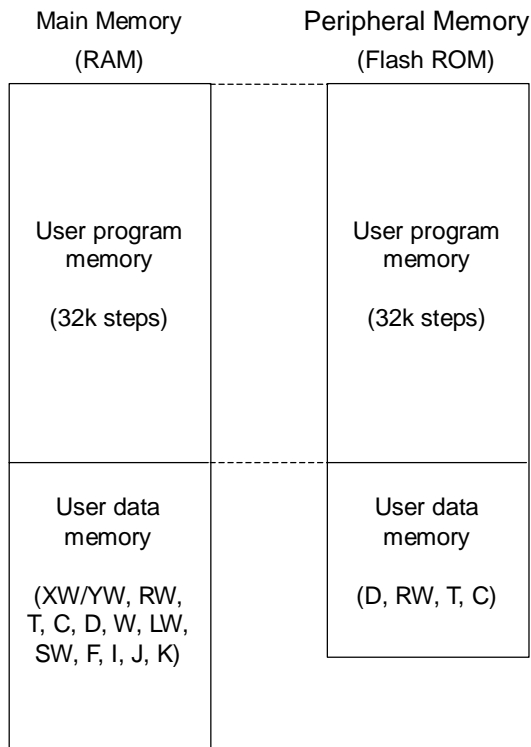 Main Memory
(RAM)
Peripheral Memory
(Flash ROM)
User program
memory
(32k steps)
User program
memory
(32k steps)
User data
memory
(XW/YW, RW,
T, C, D, W, LW,
SW, F, I, J, K)
User data
memory
(D, RW, T, C)